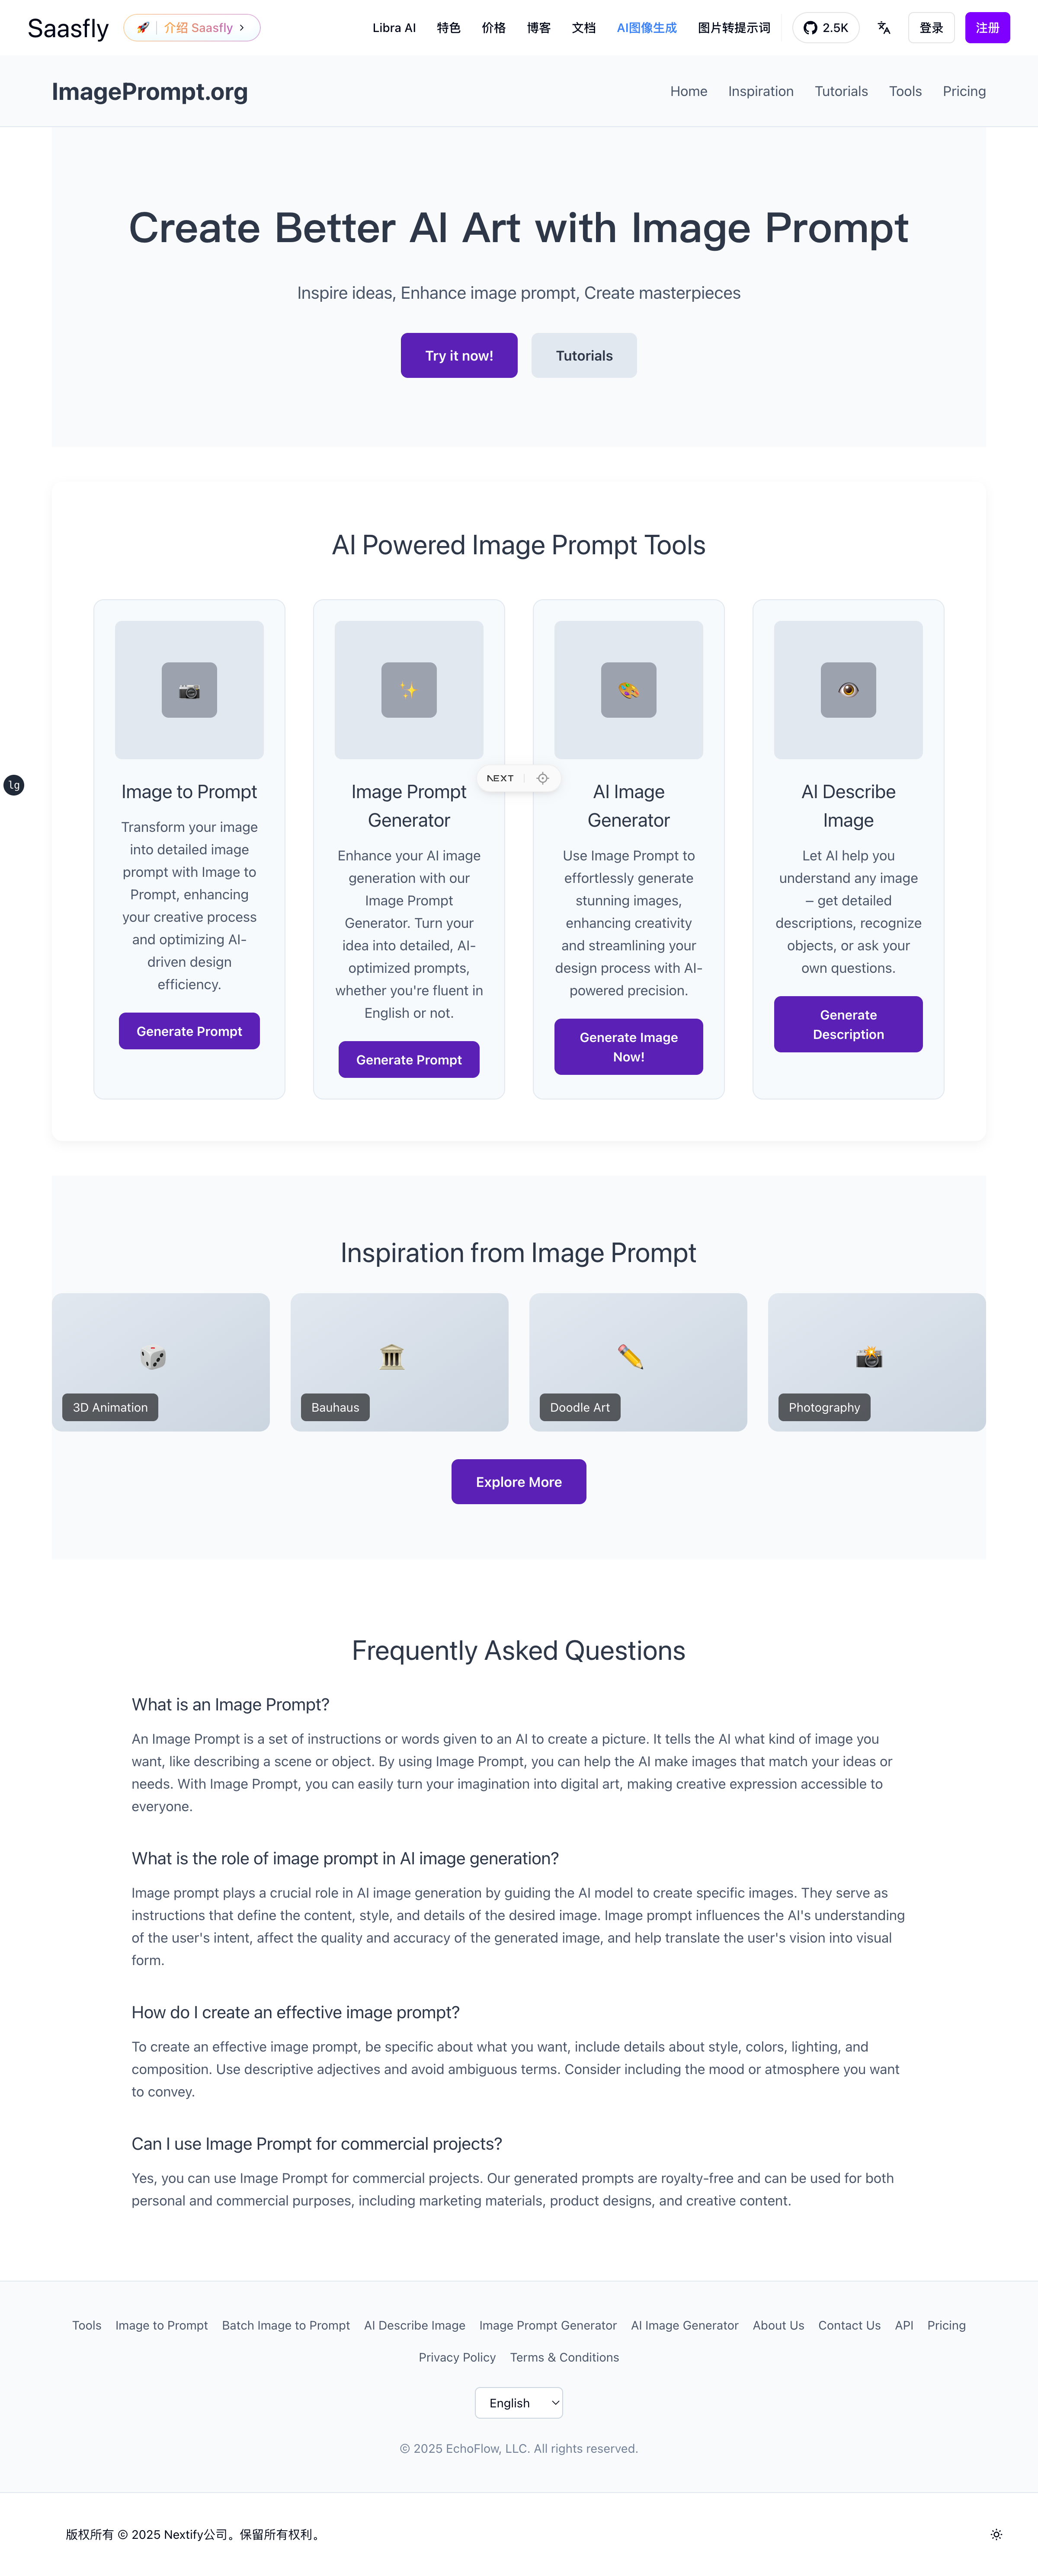 Saasfly
介绍 Saasfly
Libra AI 特色 价格 博客 文档 AI图像生成 图片转提示词 2.5K 登录 注册
ImagePrompt.org
Home Inspiration Tutorials Tools Pricing
Create Better AI Art with Image Prompt
Inspire ideas, Enhance image prompt, Create masterpieces
Try it now! Tutorials
AI Powered Image Prompt Tools
Image to Prompt
Transform your image
into detailed image
prompt with Image to
Prompt, enhancing
your creative process
and optimizing AI-
driven design
efficiency.
Generate Prompt
Image Prompt
Generator
Enhance your AI image
generation with our
Image Prompt
Generator. Turn your
idea into detailed, AI-
optimized prompts,
whether you're fluent in
English or not.
Generate Prompt
NEXT
AI Image
Generator
Use Image Prompt to
effortlessly generate
stunning images,
enhancing creativity
and streamlining your
design process with AI-
powered precision.
Generate Image
Now!
AI Describe
Image
Let AI help you
understand any image
– get detailed
descriptions, recognize
objects, or ask your
own questions.
Generate
Description
lg
Inspiration from Image Prompt
3D Animation
Bauhaus
Doodle Art
Photography
Explore More
Frequently Asked Questions
What is an Image Prompt?
An Image Prompt is a set of instructions or words given to an AI to create a picture. It tells the AI what kind of image you
want, like describing a scene or object. By using Image Prompt, you can help the AI make images that match your ideas or
needs. With Image Prompt, you can easily turn your imagination into digital art, making creative expression accessible to
everyone.
What is the role of image prompt in AI image generation?
Image prompt plays a crucial role in AI image generation by guiding the AI model to create specific images. They serve as
instructions that define the content, style, and details of the desired image. Image prompt influences the AI's understanding
of the user's intent, affect the quality and accuracy of the generated image, and help translate the user's vision into visual
form.
How do I create an effective image prompt?
To create an effective image prompt, be specific about what you want, include details about style, colors, lighting, and
composition. Use descriptive adjectives and avoid ambiguous terms. Consider including the mood or atmosphere you want
to convey.
Can I use Image Prompt for commercial projects?
Yes, you can use Image Prompt for commercial projects. Our generated prompts are royalty-free and can be used for both
personal and commercial purposes, including marketing materials, product designs, and creative content.
Tools Image to Prompt Batch Image to Prompt AI Describe Image Image Prompt Generator AI Image Generator About Us Contact Us API Pricing
Privacy Policy Terms & Conditions
English
© 2025 EchoFlow, LLC. All rights reserved.
版权所有 © 2025 Nextify公司。保留所有权利。